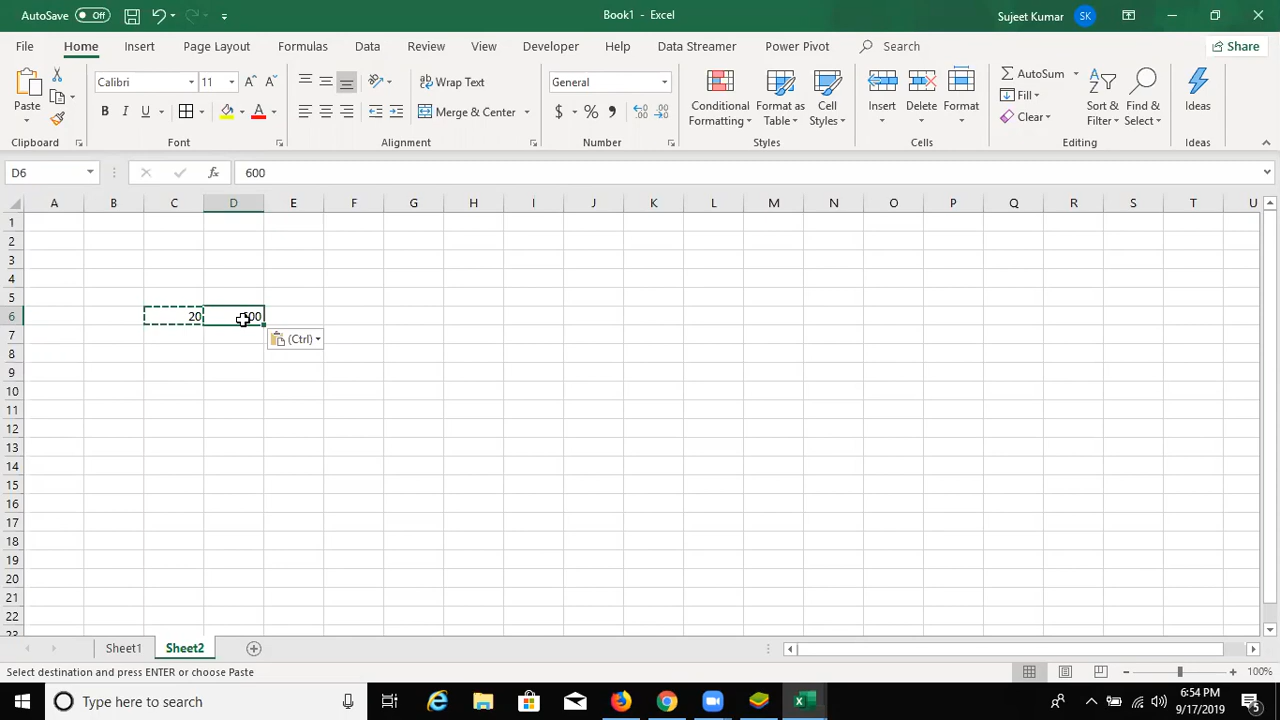 AutoSave Off
Book1 - Excel
Sujeet Kumar SK
File Home Insert Page Layout Formulas Data Review View Developer Help Data Streamer Power Pivot Search Share
Paste
Calibri 11 A A
B I U A
Wrap Text
Merge & Center
General
$ % ,
Conditional Formatting
Format as Table
Cell Styles
Insert Delete Format
AutoSum
Fill
Clear
Sort & Filter
Find & Select
Ideas
Clipboard Font Alignment Number Styles Cells Editing Ideas
D6 fx 600
A B C D E F G H I J K L M N O P Q R S T U
1
2
3
4
5
6 20 600
7 (Ctrl)
8
9
10
11
12
13
14
15
16
17
18
19
20
21
22
23
Sheet1 Sheet2
Select destination and press ENTER or choose Paste 100%
Type here to search
6:54 PM
9/17/2019
5